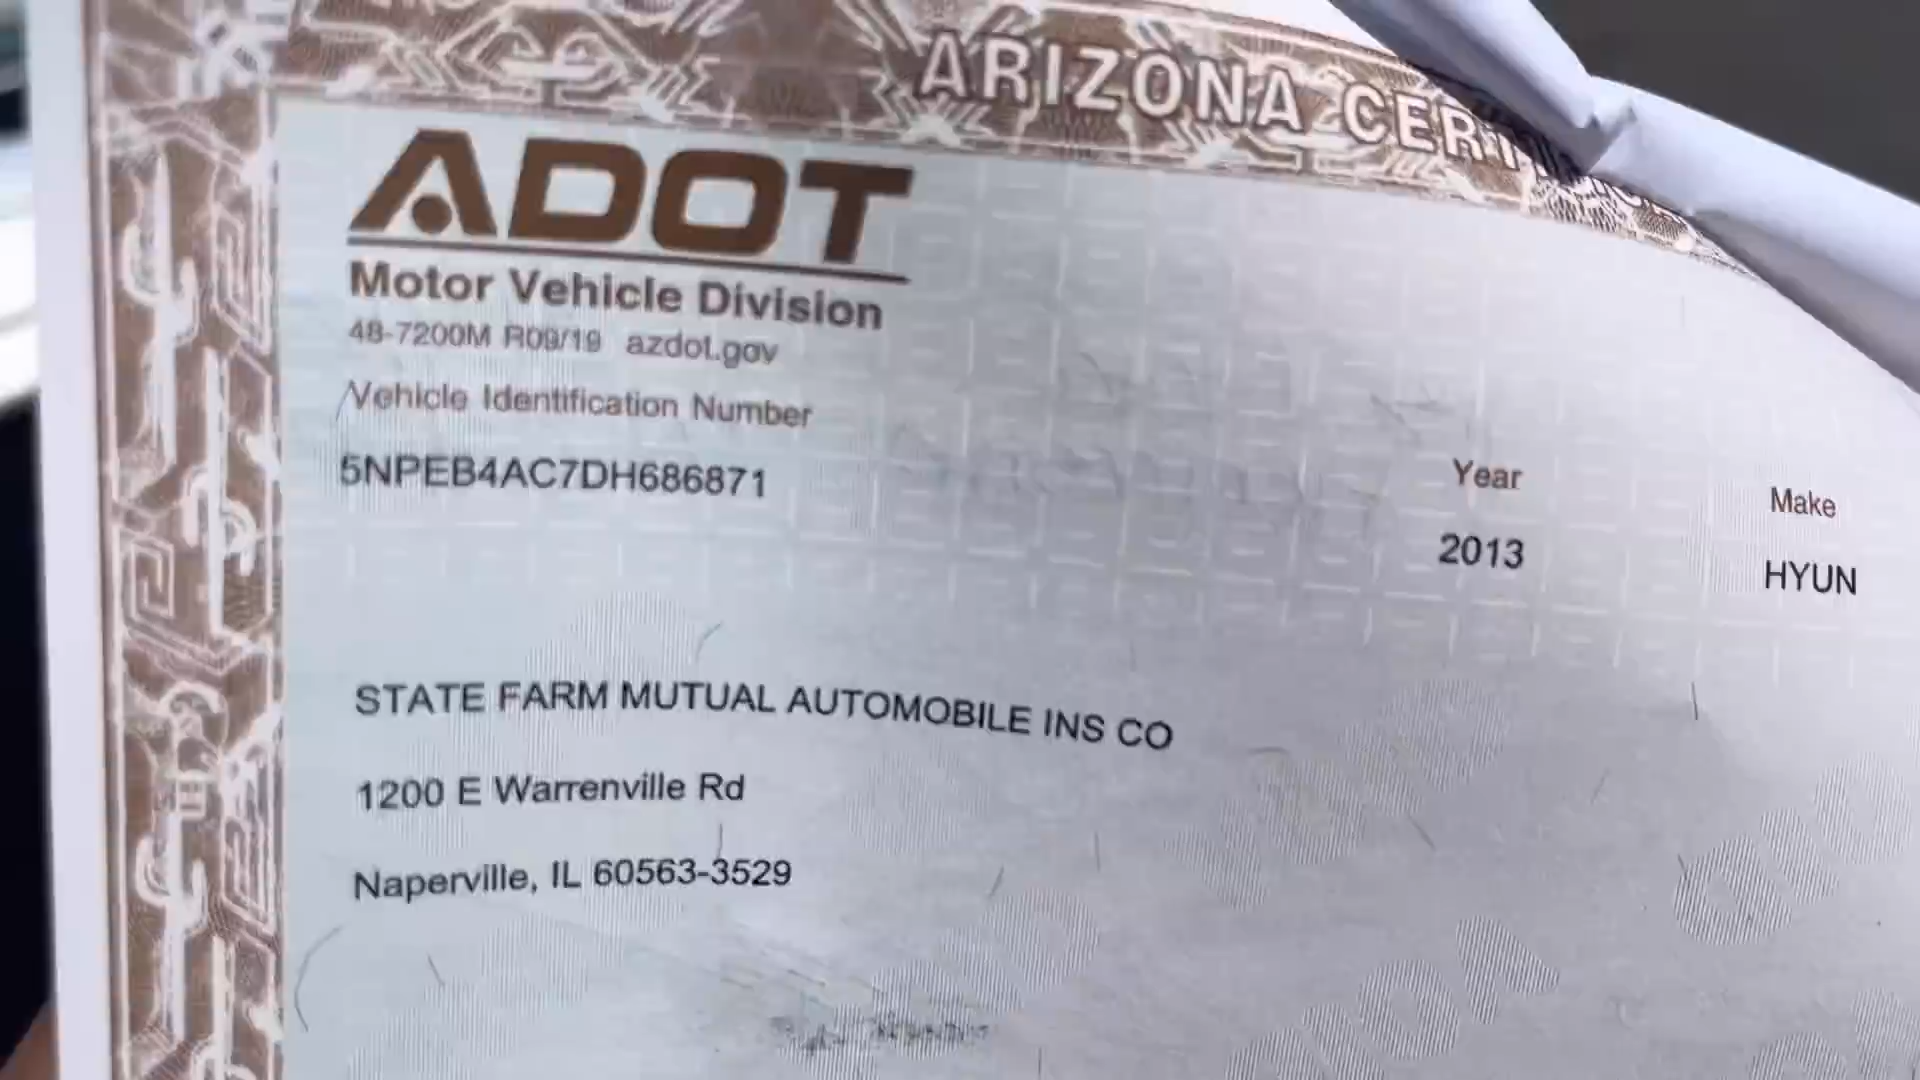 ARIZONA CERTI
ADOT
Motor Vehicle Division
48-7200M R09/19 azdot.gov
Vehicle Identification Number
5NPEB4AC7DH686871
Year
Make
2013
HYUN
STATE FARM MUTUAL AUTOMOBILE INS CO
1200 E Warrenville Rd
Naperville, IL 60563-3529